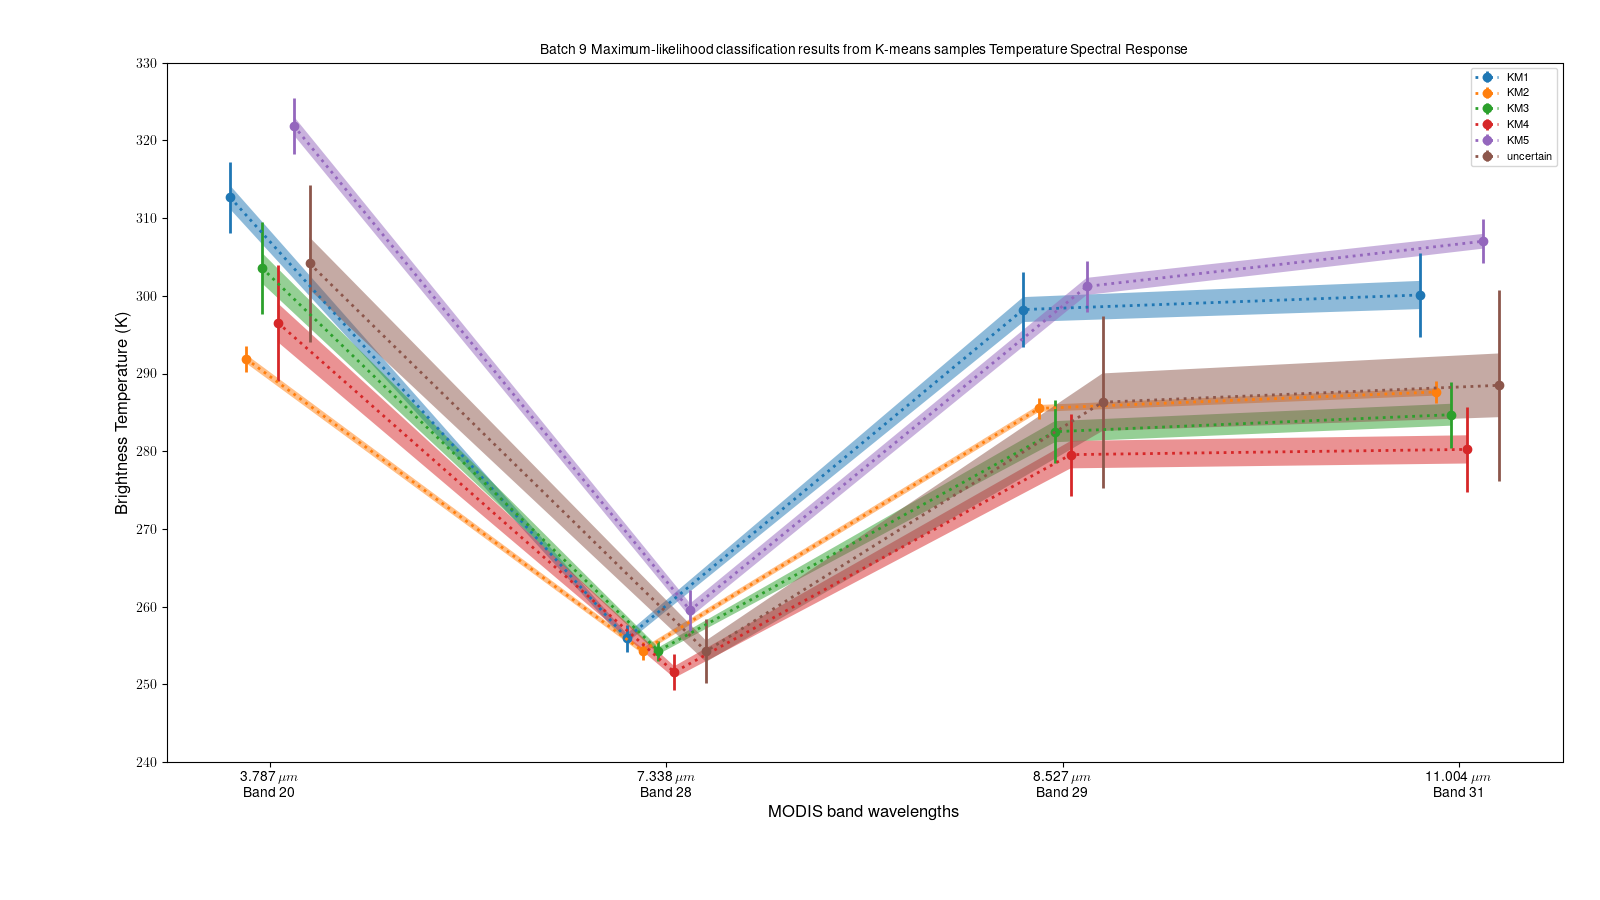 Batch 9 Maximum-likelihood classification results from K-means samples Temperature Spectral Response
330
320
310
300
290
280
270
260
250
240
Brightness Temperature (K)
KM1
KM2
KM3
KM4
KM5
uncertain
3.787 μm
Band 20
7.338 μm
Band 28
8.527 μm
Band 29
11.004 μm
Band 31
MODIS band wavelengths